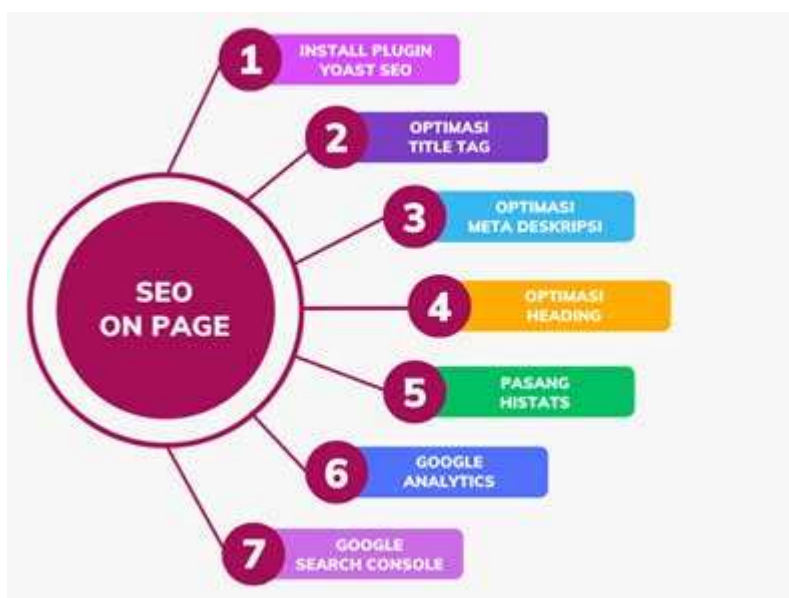 SEO
ON PAGE
1
INSTALL PLUGIN
YOAST SEO
2
OPTIMASI
TITLE TAG
3
OPTIMASI
META DESKRIPSI
4
OPTIMASI
HEADING
5
PASANG
HISTATS
6
GOOGLE
ANALYTICS
7
GOOGLE
SEARCH CONSOLE